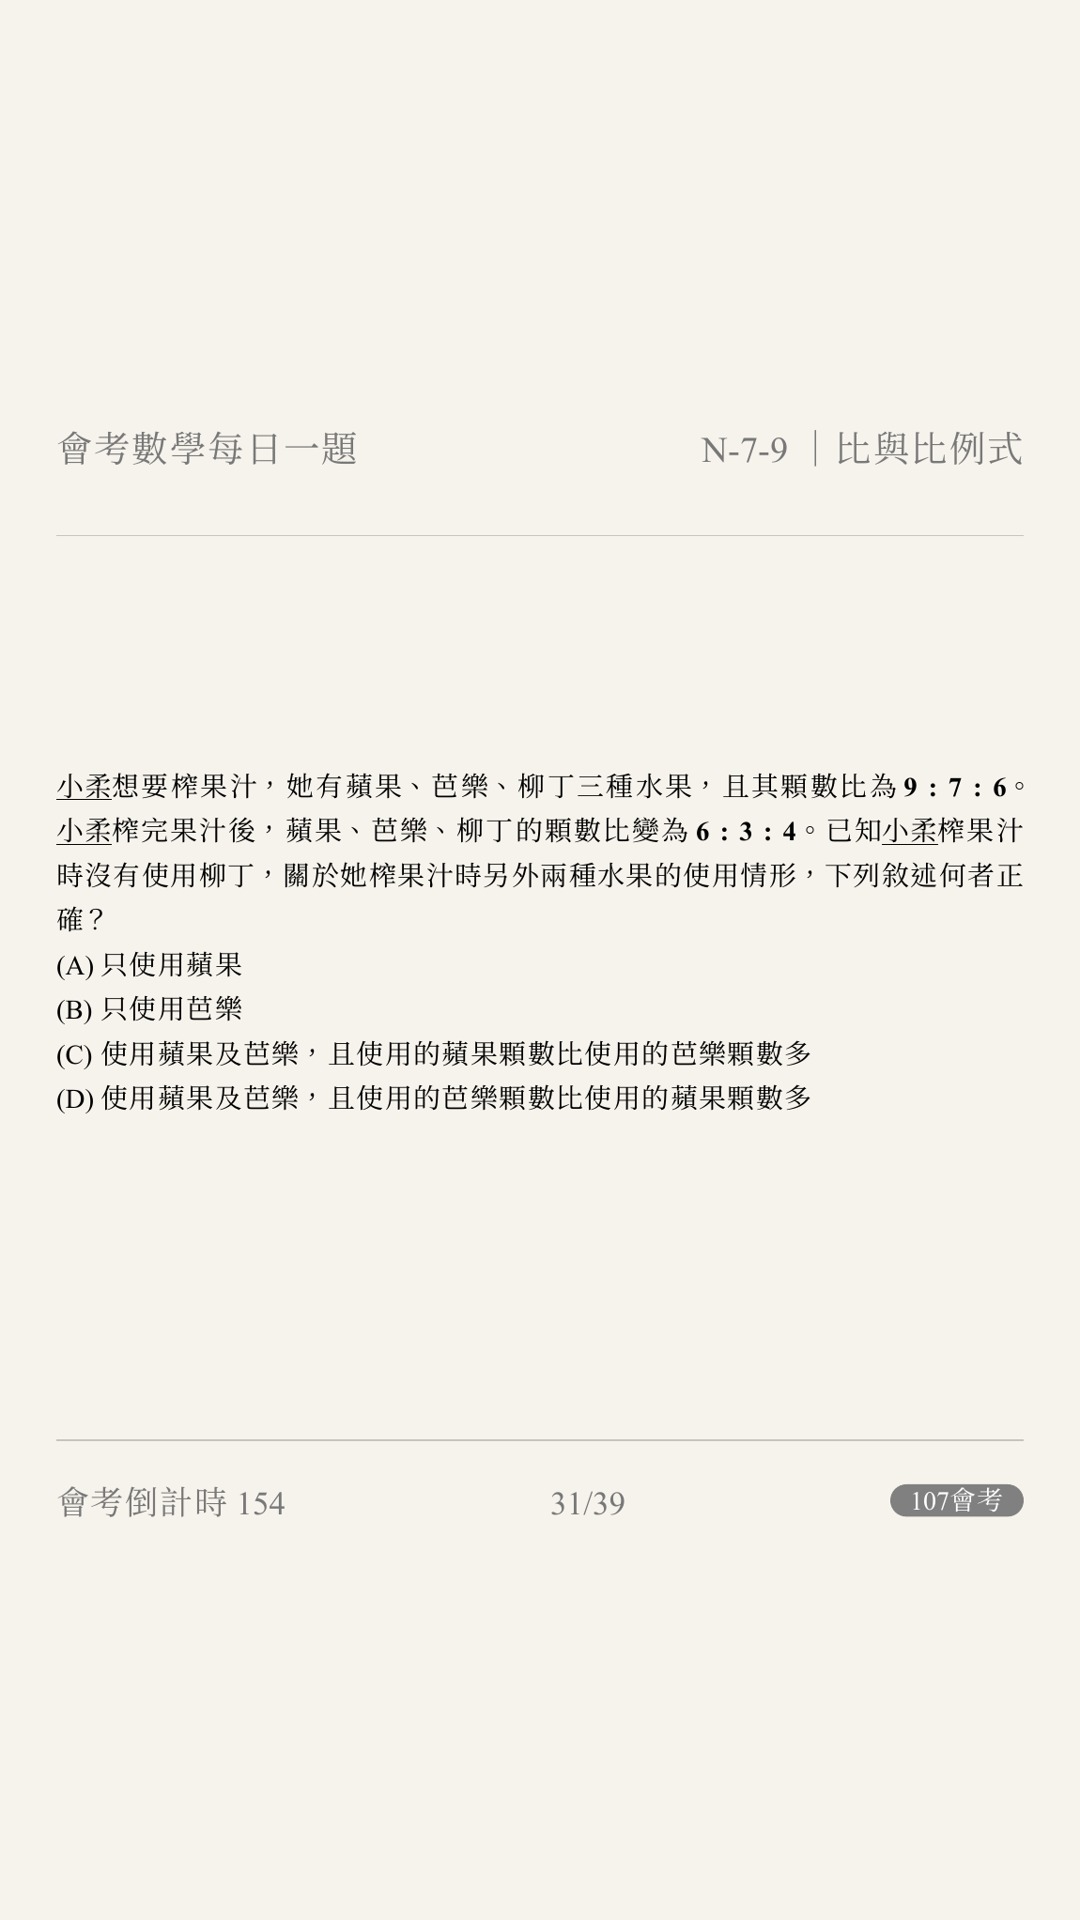 會考數學每日一題
N-7-9｜比與比例式
小柔想要榨果汁，她有蘋果、芭樂、柳丁三種水果，且其顆數比為 9 : 7 : 6。
小柔榨完果汁後，蘋果、芭樂、柳丁的顆數比變為 6 : 3 : 4。已知小柔榨果汁
時沒有使用柳丁，關於她榨果汁時另外兩種水果的使用情形，下列敘述何者正
確？
(A) 只使用蘋果
(B) 只使用芭樂
(C) 使用蘋果及芭樂，且使用的蘋果顆數比使用的芭樂顆數多
(D) 使用蘋果及芭樂，且使用的芭樂顆數比使用的蘋果顆數多
會考倒計時 154
31/39
107會考